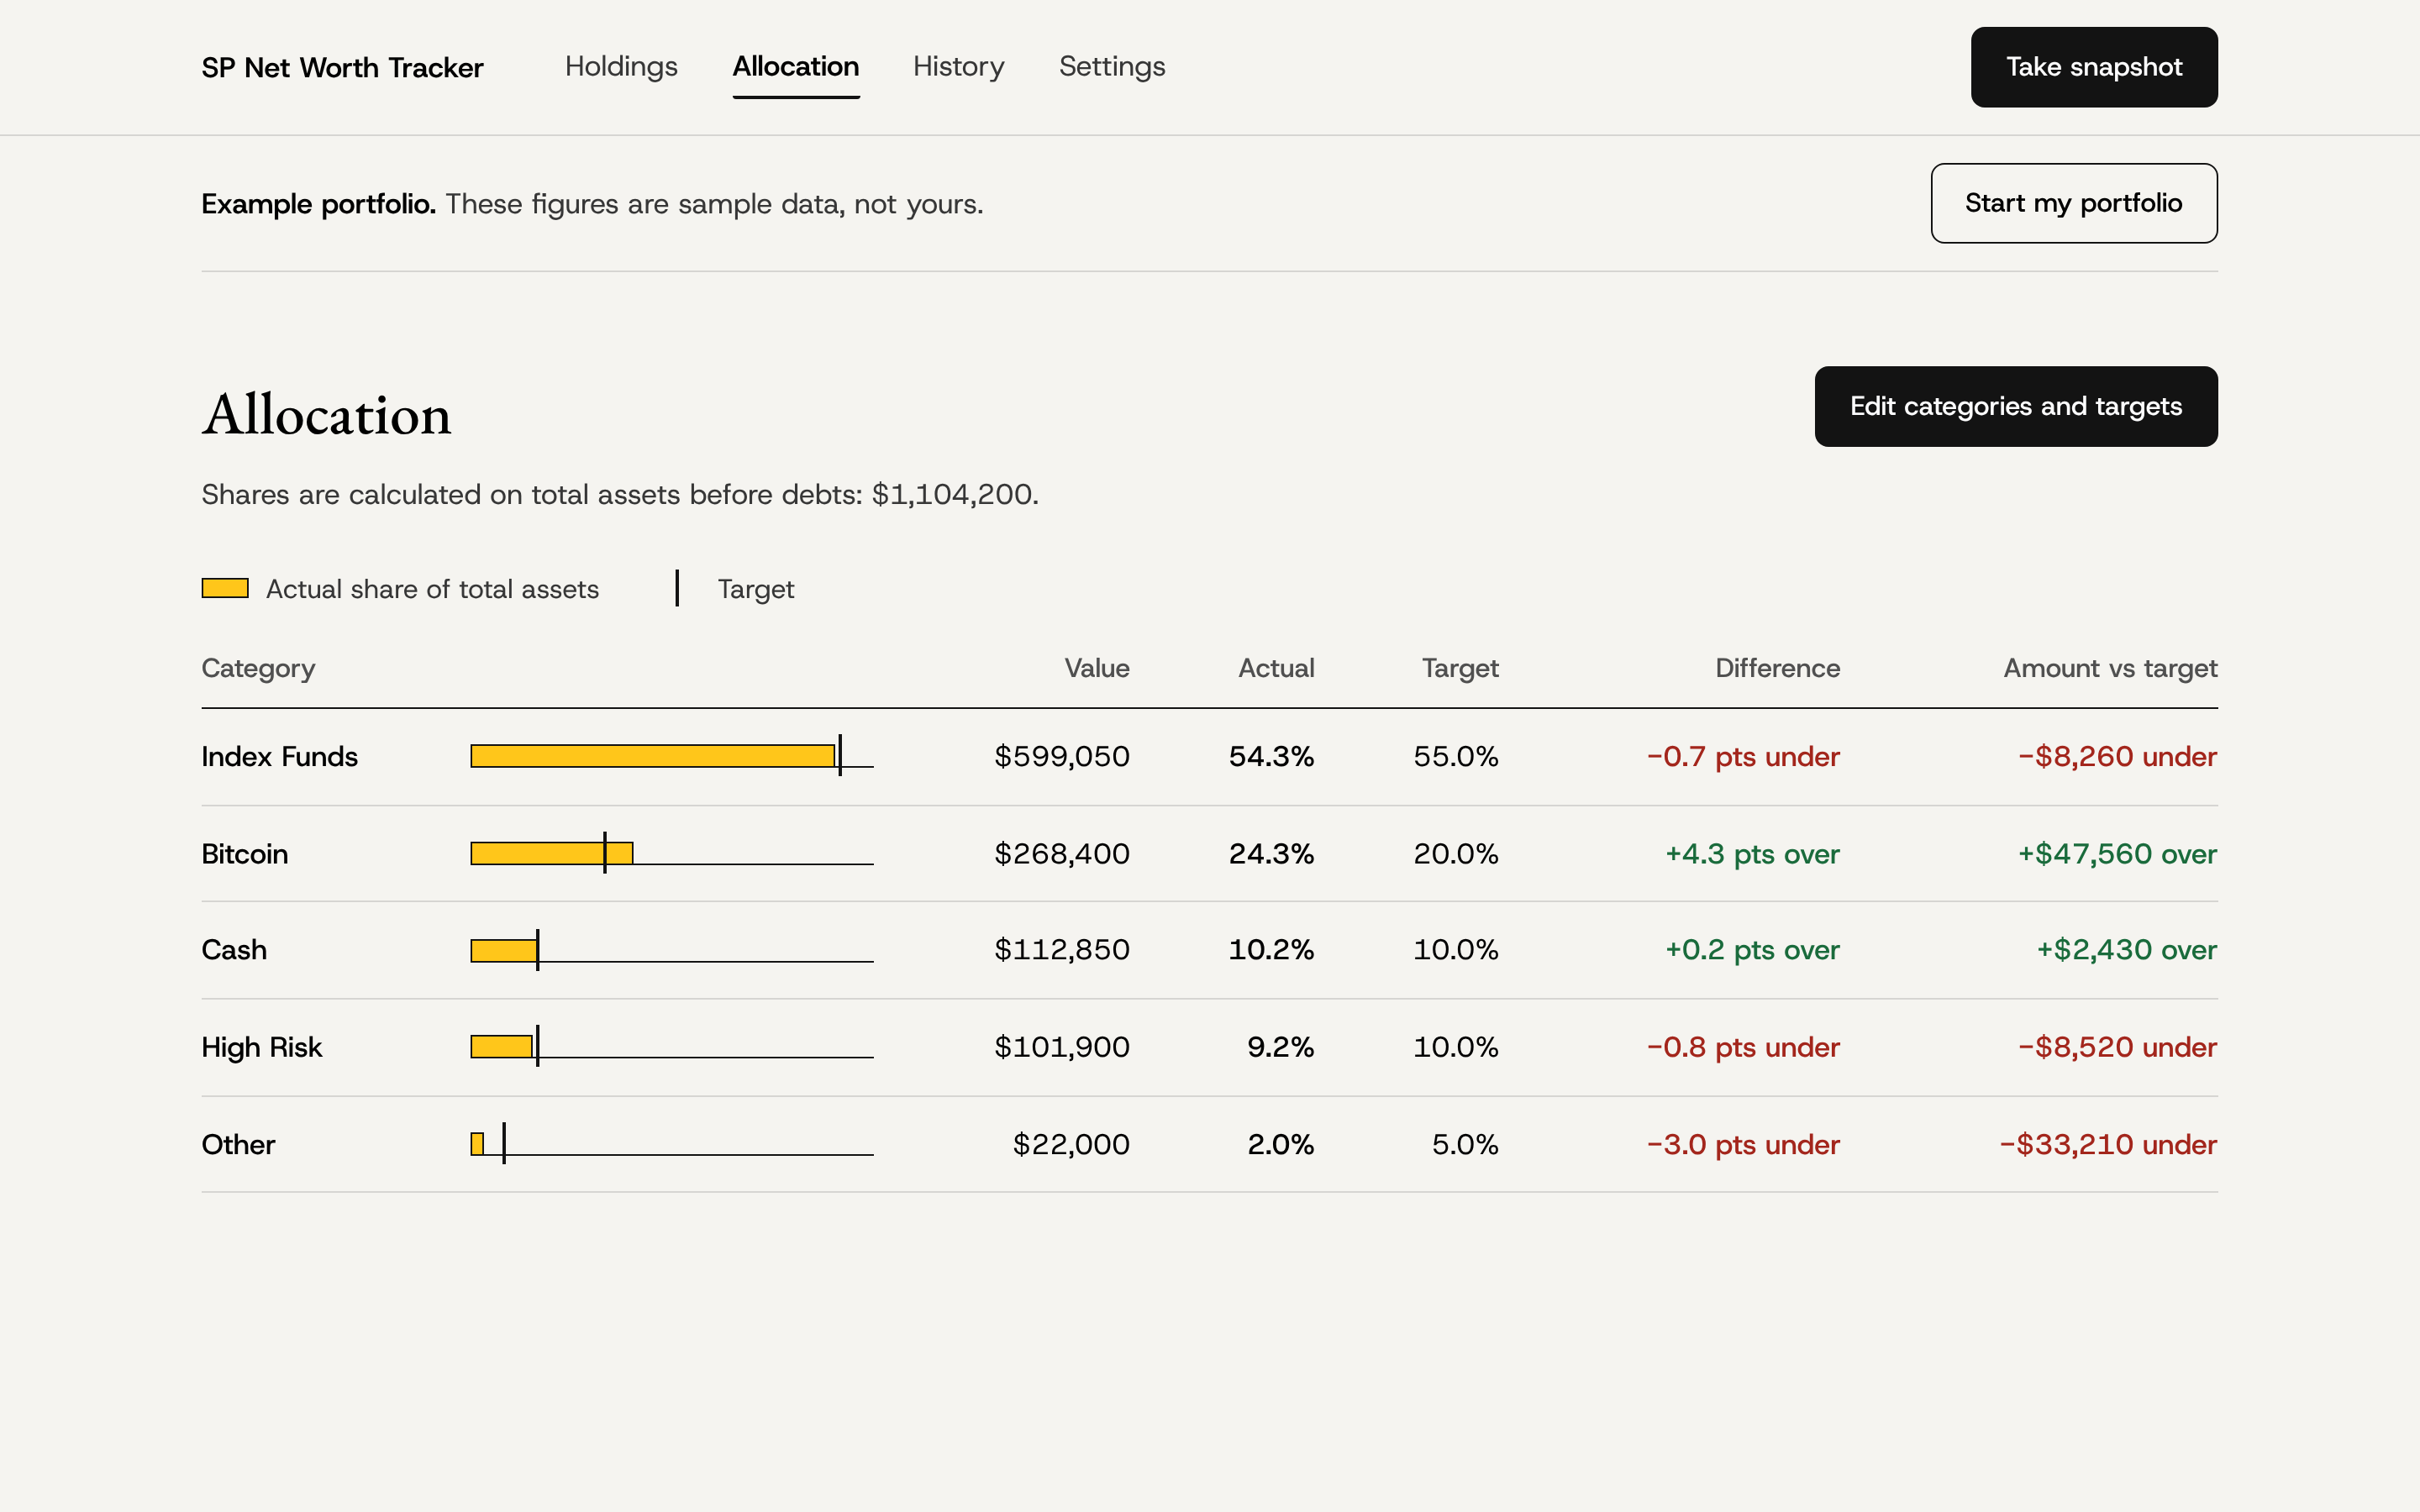 SP Net Worth Tracker Holdings Allocation History Settings Take snapshot
Example portfolio. These figures are sample data, not yours. Start my portfolio
Allocation Edit categories and targets
Shares are calculated on total assets before debts: $1,104,200.
Actual share of total assets Target
Category Value Actual Target Difference Amount vs target
Index Funds $599,050 54.3% 55.0% −0.7 pts under −$8,260 under
Bitcoin $268,400 24.3% 20.0% +4.3 pts over +$47,560 over
Cash $112,850 10.2% 10.0% +0.2 pts over +$2,430 over
High Risk $101,900 9.2% 10.0% −0.8 pts under −$8,520 under
Other $22,000 2.0% 5.0% −3.0 pts under −$33,210 under